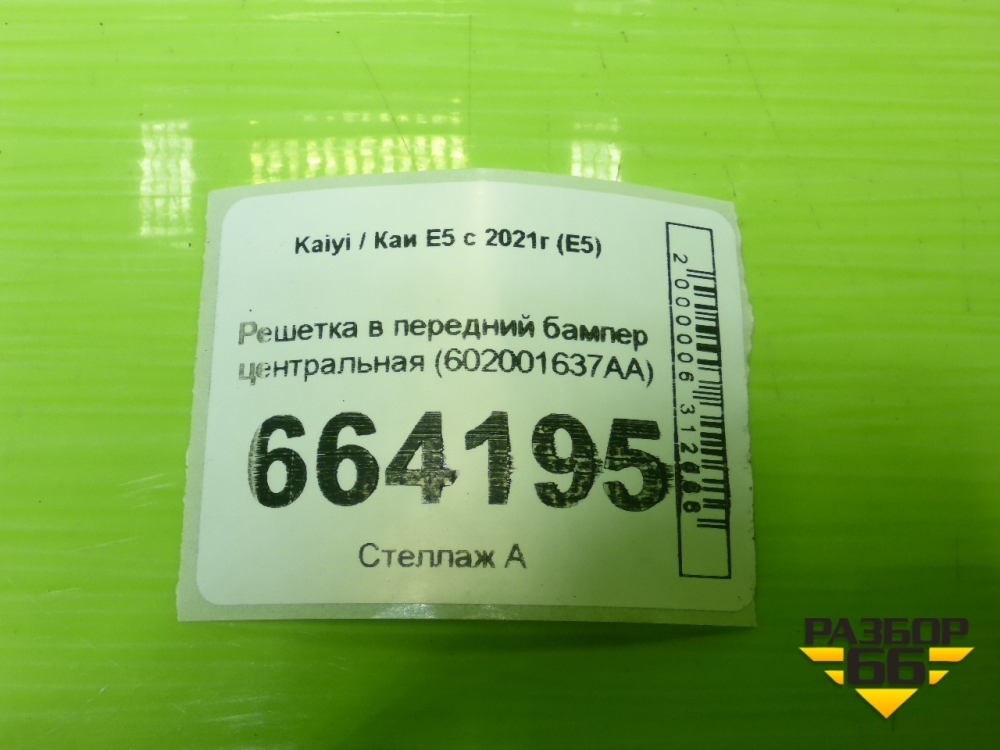 Kaiyi / Каи E5 с 2021г (E5)
Решетка в передний бампер
центральная (602001637AA)
664195
Стеллаж А
РАЗБОР
66